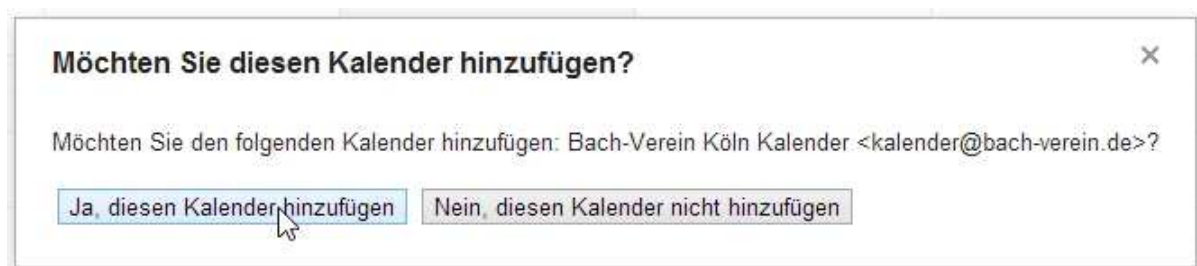 Möchten Sie diesen Kalender hinzufügen?
Möchten Sie den folgenden Kalender hinzufügen: Bach-Verein Köln Kalender <kalender@bach-verein.de>?
Ja, diesen Kalender hinzufügen Nein, diesen Kalender nicht hinzufügen